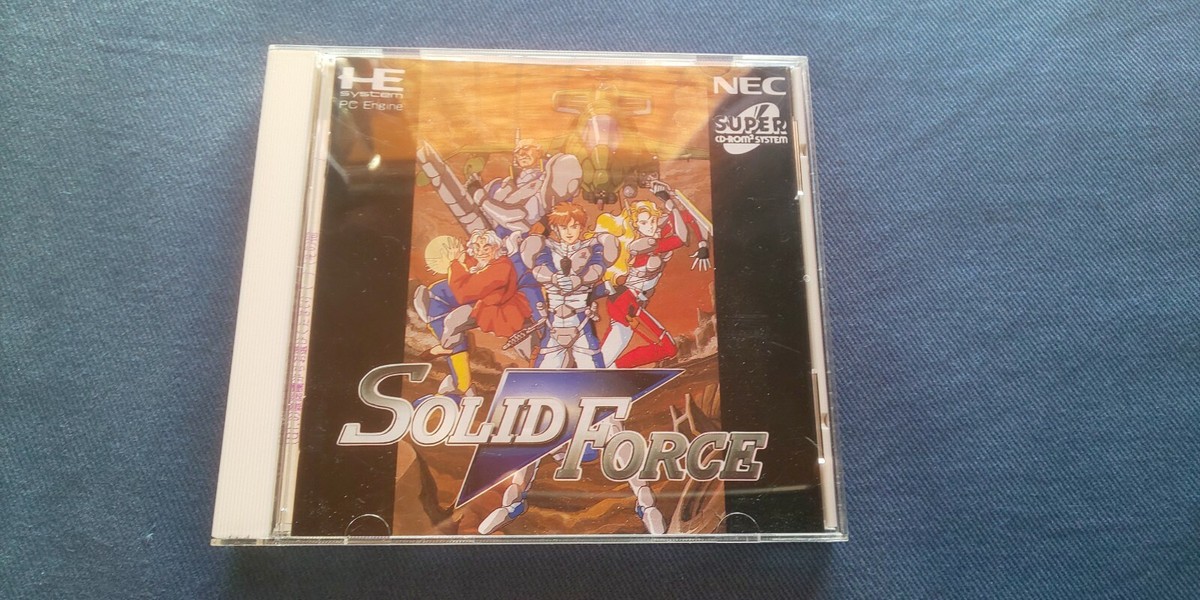 HE
system
PC Engine
NEC
SUPER
CD-ROM² SYSTEM
SOLID FORCE